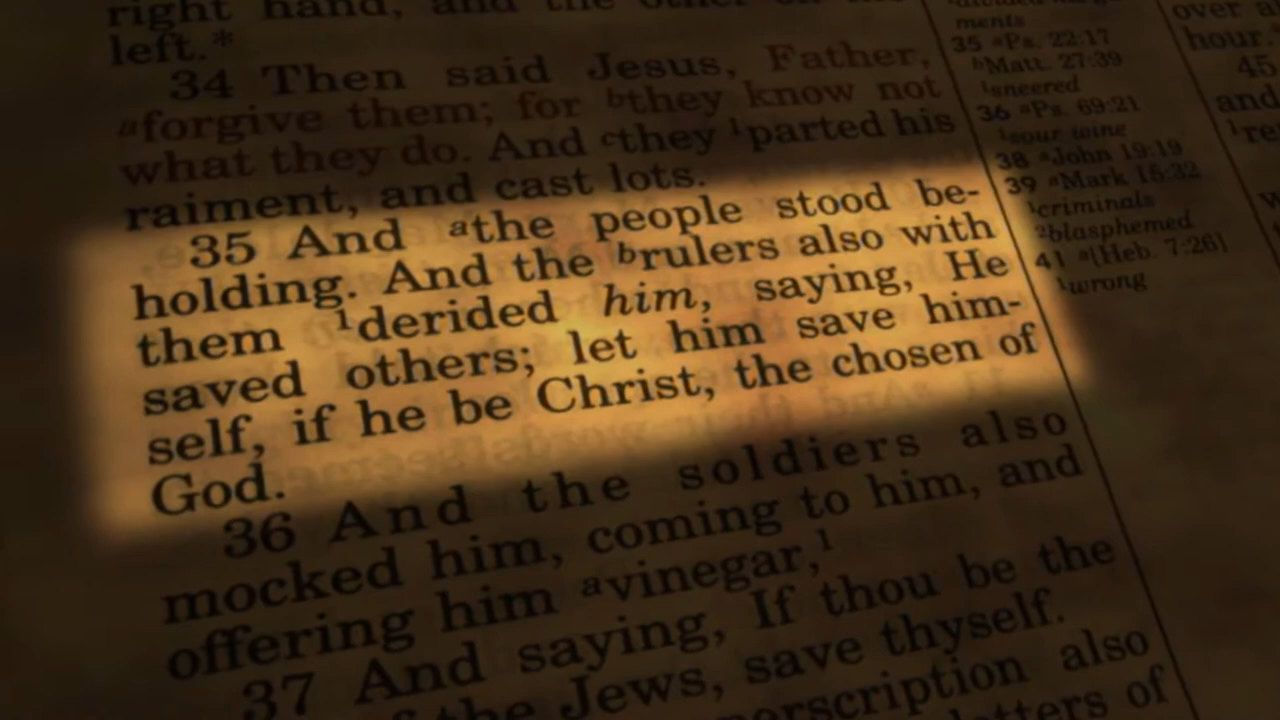 right hand, and the other on the
left.*
34 Then said Jesus, Father,
aforgive them; for bthey know not
what they do. And cthey 1parted his
raiment, and cast lots.
35 And athe people stood be-
holding. And the brulers also with
them 1derided him, saying, He
saved others; let him save him-
self, if he be Christ, the chosen of
God.
36 And the soldiers also
mocked him, coming to him, and
offering him avinegar,1
37 And saying, If thou be the
of the Jews, save thyself.
also
letters of
ments
35 aPs. 22:17
bMatt. 27:39
1sneered
36 aPs. 69:21
1sour wine
38 aJohn 19:19
39 aMark 15:32
1criminals
2blasphemed
41 a[Heb. 7:26]
1wrong
over a
hour.
45
and